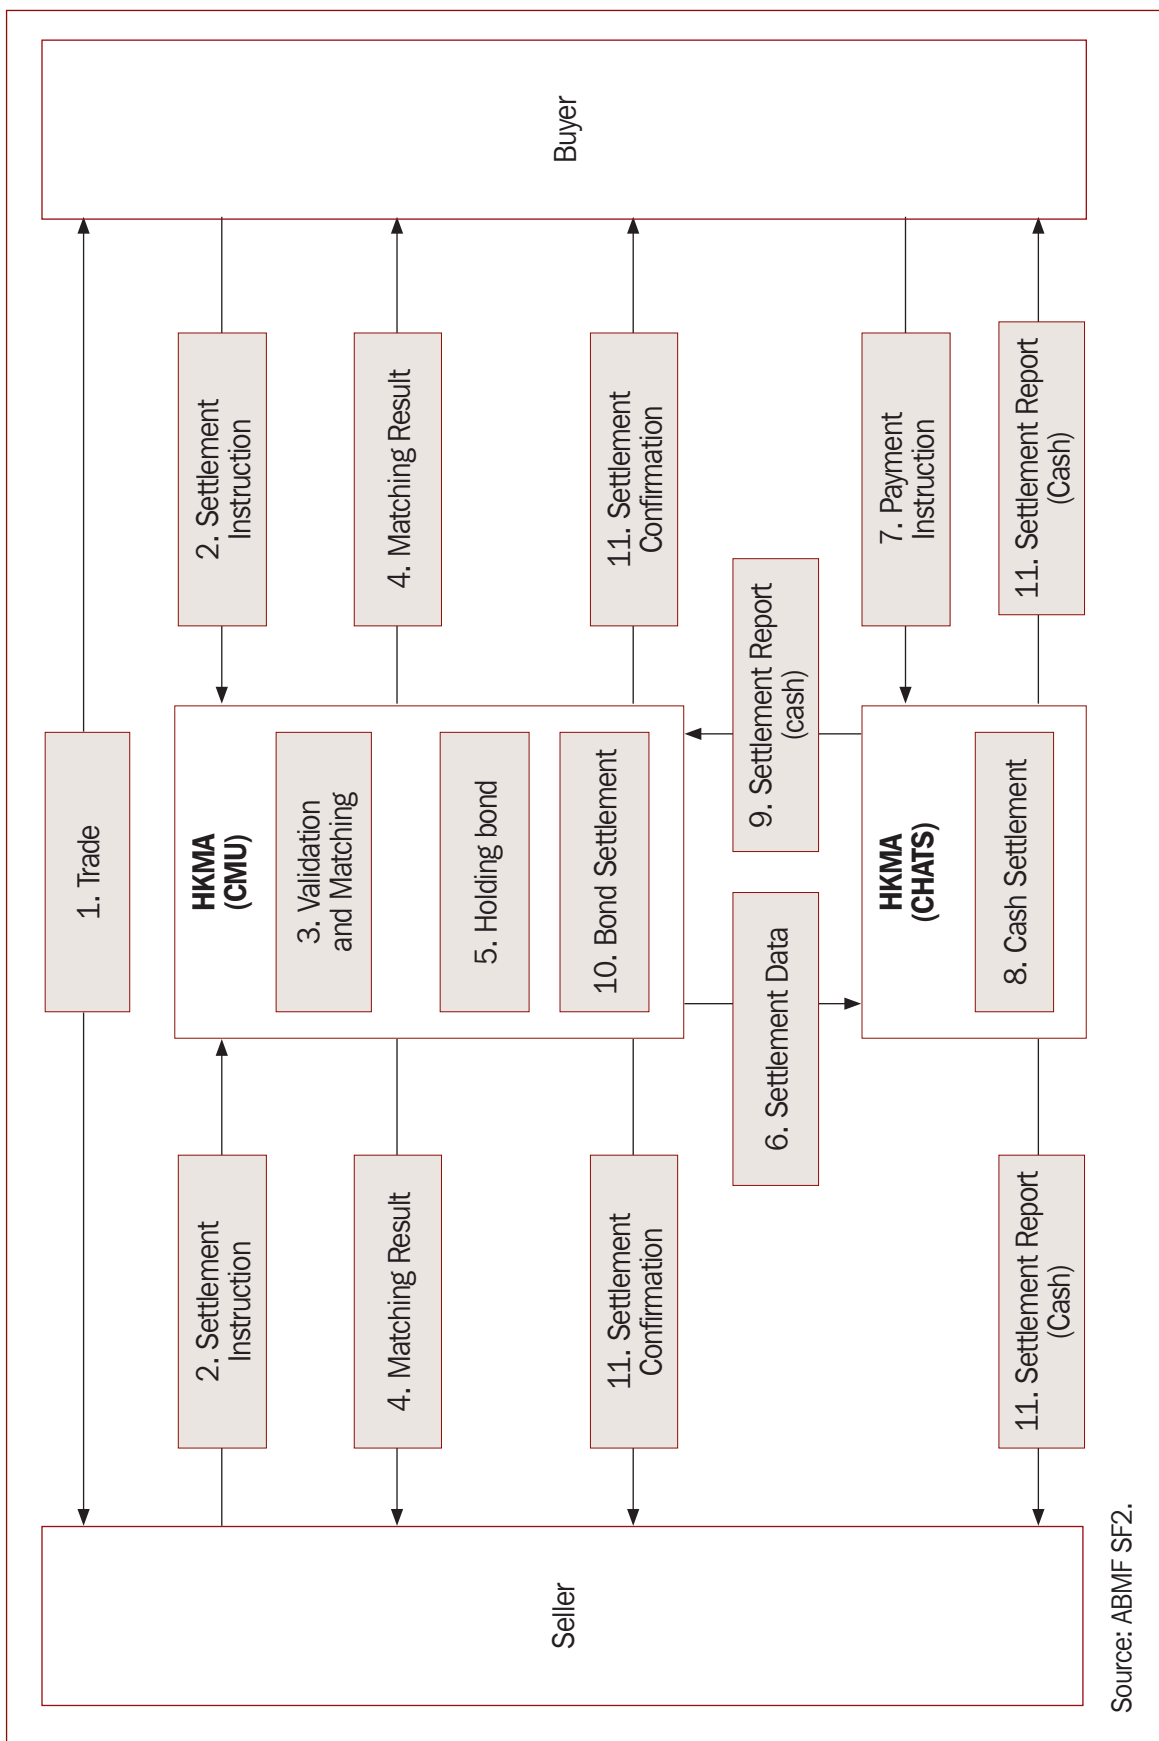 1. Trade
Seller
Buyer
2. Settlement
Instruction
HKMA
(CMU)
2. Settlement
Instruction
3. Validation
and Matching
4. Matching Result
4. Matching Result
5. Holding bond
11. Settlement
Confirmation
10. Bond Settlement
11. Settlement
Confirmation
6. Settlement Data
9. Settlement Report
(cash)
HKMA
(CHATS)
7. Payment
Instruction
11. Settlement Report
(Cash)
8. Cash Settlement
11. Settlement Report
(Cash)
Source: ABMF SF2.